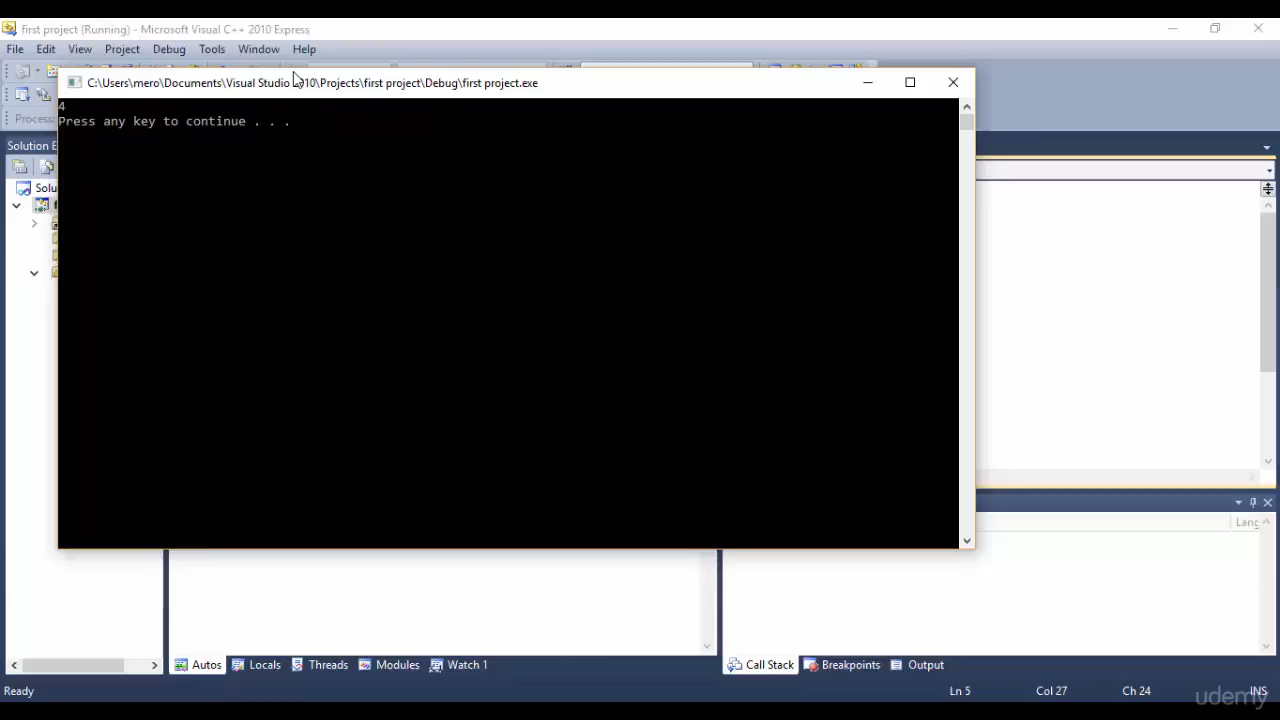 first project (Running) - Microsoft Visual C++ 2010 Express
File Edit View Project Debug Tools Window Help
C:\Users\mero\Documents\Visual Studio 2010\Projects\first project\Debug\first project.exe
4
Press any key to continue . . .
Process:
Solution E
Solu
Lang
Autos Locals Threads Modules Watch 1
Call Stack Breakpoints Output
Ready
Ln 5 Col 27 Ch 24 INS
udemy